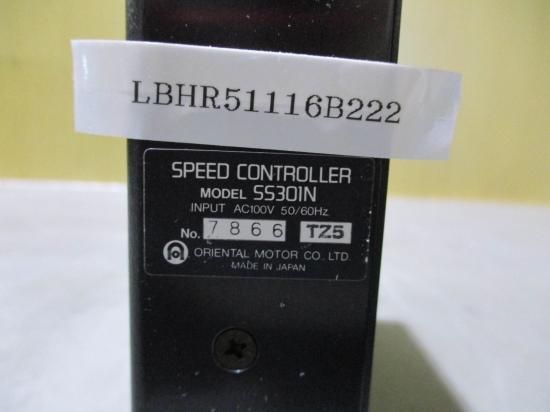 LBHR51116B222
SPEED CONTROLLER
MODEL SS301N
INPUT AC100V 50/60Hz
No. 7866 TZ5
ORIENTAL MOTOR CO., LTD.
MADE IN JAPAN